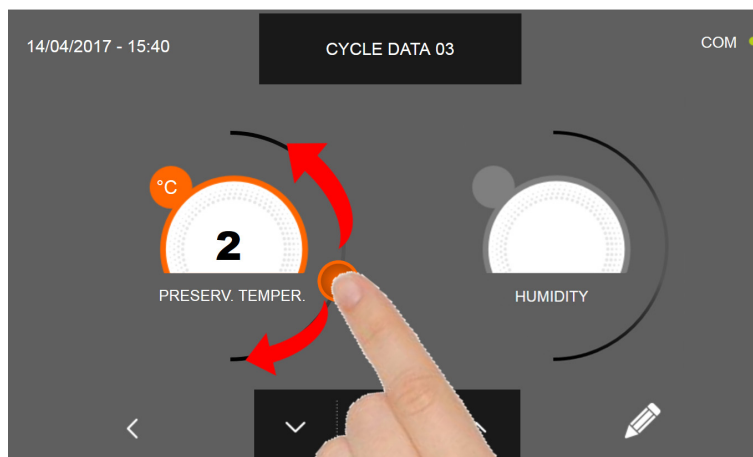 14/04/2017 - 15:40
CYCLE DATA 03
COM
°C
2
PRESERV. TEMPER.
HUMIDITY